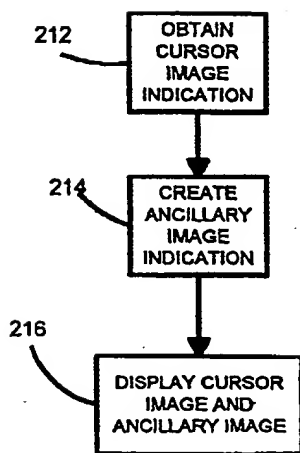 212
OBTAIN
CURSOR
IMAGE
INDICATION
214
CREATE
ANCILLARY
IMAGE
INDICATION
216
DISPLAY CURSOR
IMAGE AND
ANCILLARY IMAGE